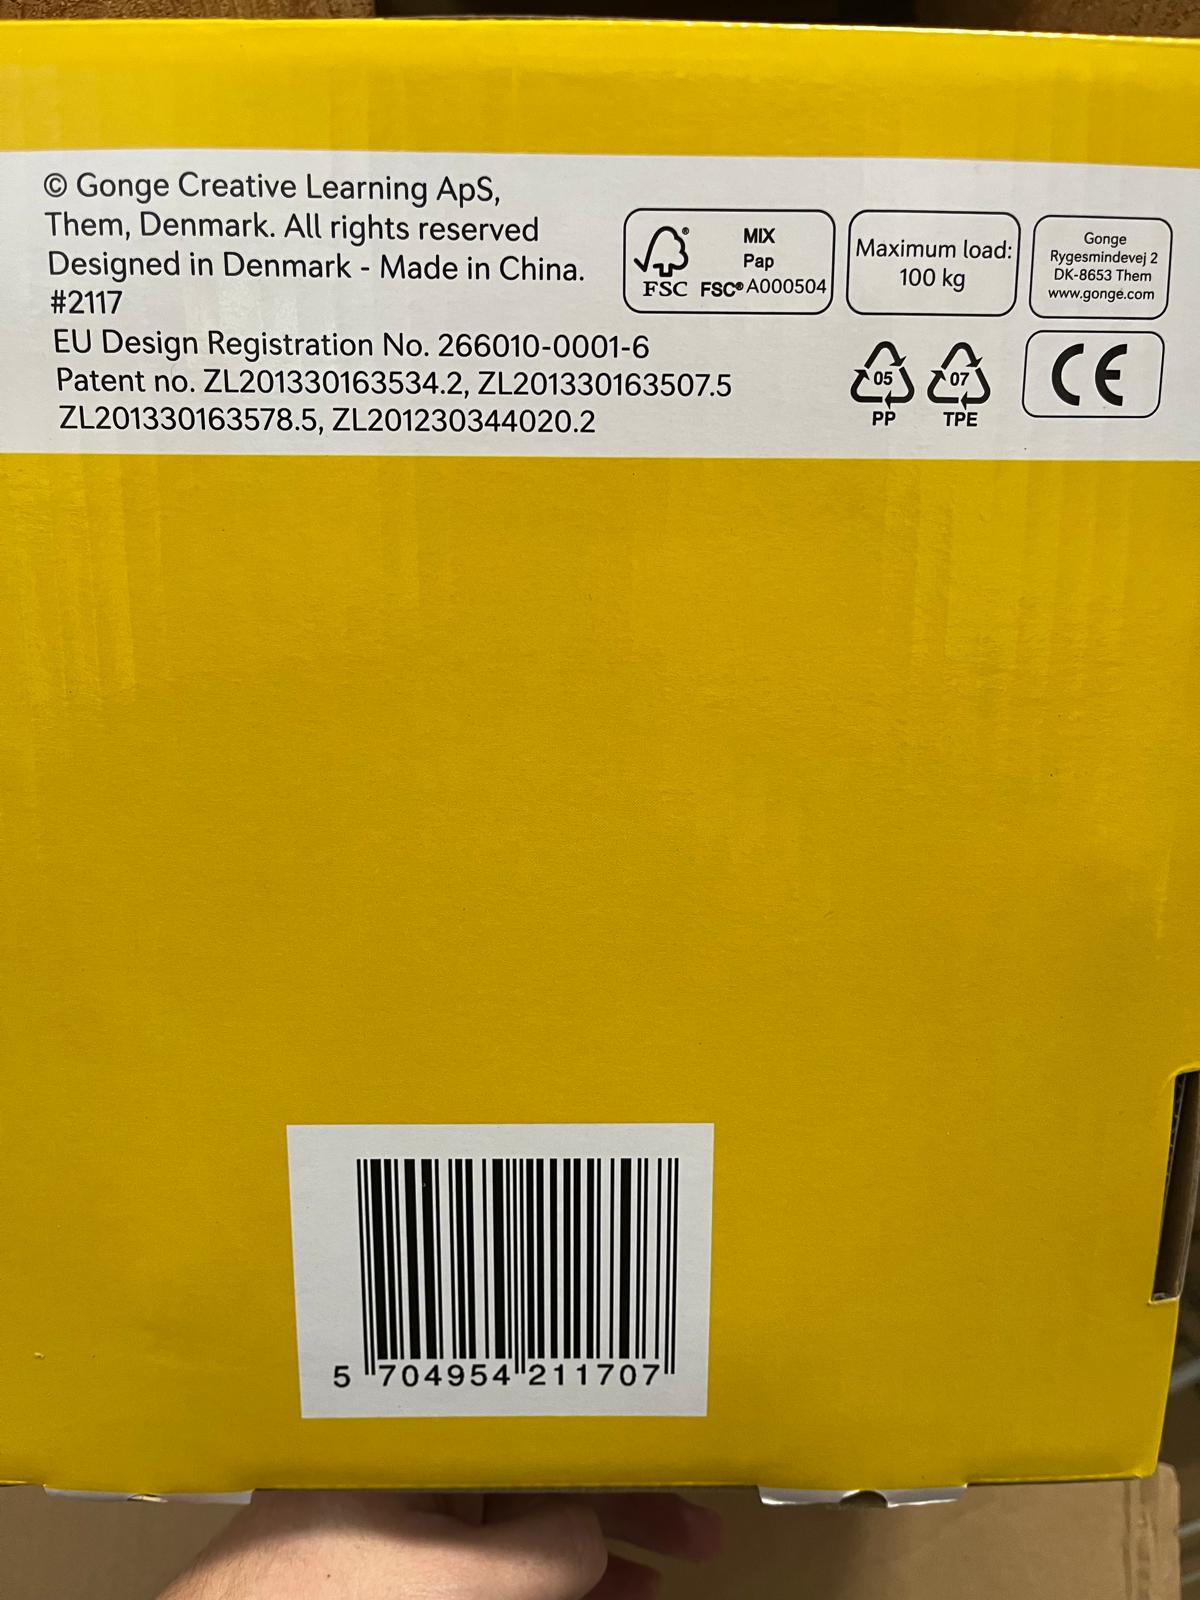 © Gonge Creative Learning ApS,
Them, Denmark. All rights reserved
Designed in Denmark - Made in China.
#2117
EU Design Registration No. 266010-0001-6
Patent no. ZL201330163534.2, ZL201330163507.5
ZL201330163578.5, ZL201230344020.2
®
FSC
MIX
Pap
FSC® A000504
Maximum load:
100 kg
Gonge
Rygesmindevej 2
DK-8653 Them
www.gonge.com
05
PP
07
TPE
CE
5 704954 211707